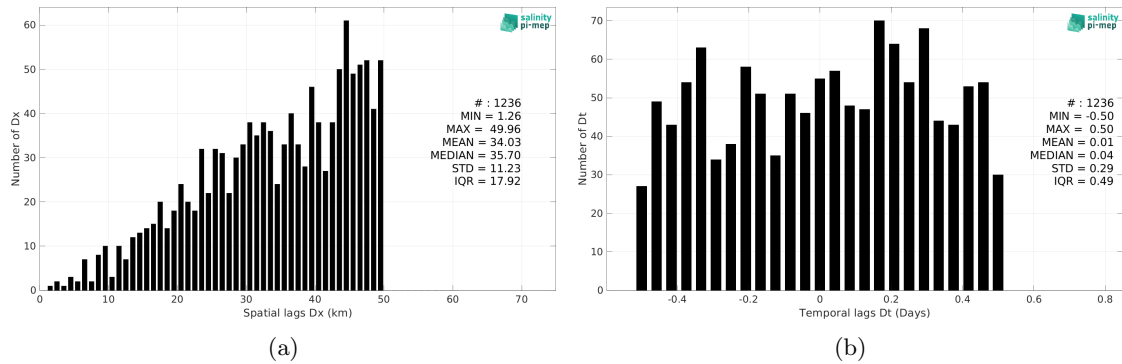 salinity
pi-mep
60
50
40
30
20
10
0
Number of Dx
# : 1236
MIN = 1.26
MAX = 49.96
MEAN = 34.03
MEDIAN = 35.70
STD = 11.23
IQR = 17.92
0 10 20 30 40 50 60 70
Spatial lags Dx (km)
(a)
salinity
pi-mep
70
60
50
40
30
20
10
0
Number of Dt
# : 1236
MIN = -0.50
MAX = 0.50
MEAN = 0.01
MEDIAN = 0.04
STD = 0.29
IQR = 0.49
-0.4 -0.2 0 0.2 0.4 0.6 0.8
Temporal lags Dt (Days)
(b)